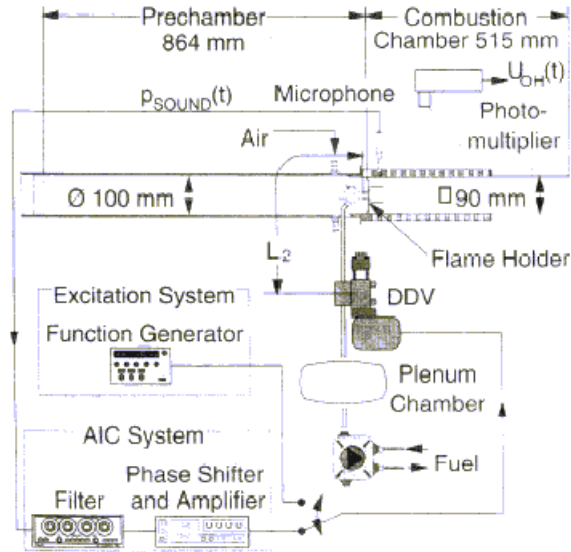 Prechamber
864 mm
Combustion
Chamber 515 mm
U_OH(t)
p_SOUND(t)
Microphone
Photo-
multiplier
Air
Ø 100 mm
□ 90 mm
L_2
Flame Holder
DDV
Excitation System
Function Generator
Plenum
Chamber
AIC System
Fuel
Phase Shifter
and Amplifier
Filter